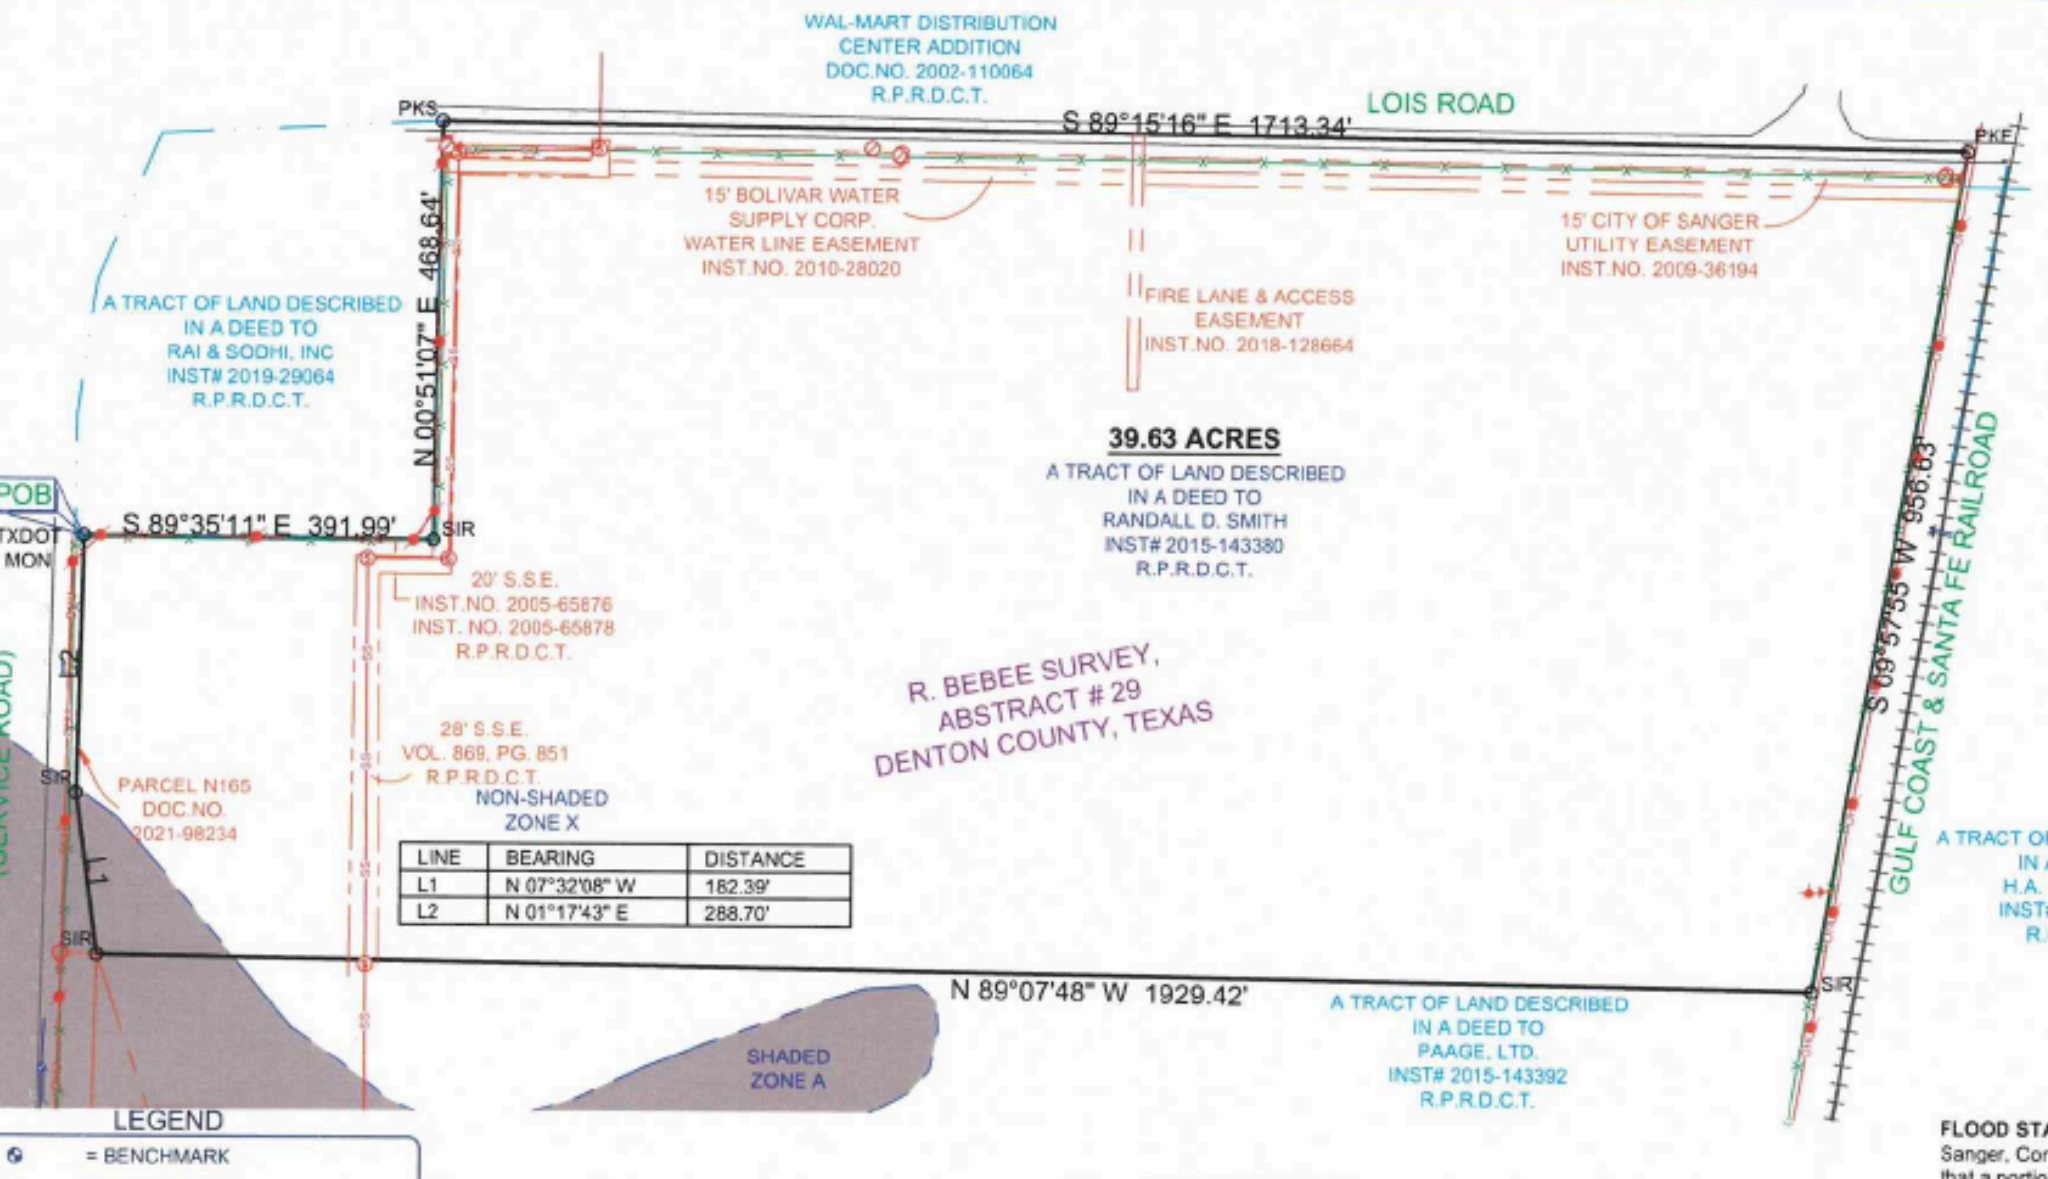 WAL-MART DISTRIBUTION
CENTER ADDITION
DOC.NO. 2002-110064
R.P.R.D.C.T.
LOIS ROAD
PKS
S 89°15'16" E 1713.34'
PKF
15' BOLIVAR WATER
SUPPLY CORP.
WATER LINE EASEMENT
INST.NO. 2010-28020
15' CITY OF SANGER
UTILITY EASEMENT
INST.NO. 2009-36194
N 00°51'07" E 468.64'
A TRACT OF LAND DESCRIBED
IN A DEED TO
RAI & SODHI, INC
INST# 2019-29064
R.P.R.D.C.T.
FIRE LANE & ACCESS
EASEMENT
INST.NO. 2018-128664
39.63 ACRES
A TRACT OF LAND DESCRIBED
IN A DEED TO
RANDALL D. SMITH
INST# 2015-143380
R.P.R.D.C.T.
S 09°57'55" W 956.63'
GULF COAST & SANTA FE RAILROAD
POB
TXDOT
MON
S 89°35'11" E 391.99'
SIR
20' S.S.E.
INST.NO. 2005-65876
INST. NO. 2005-65878
R.P.R.D.C.T.
L2
R. BEBEE SURVEY,
ABSTRACT # 29
DENTON COUNTY, TEXAS
(SERVICE ROAD)
28' S.S.E.
VOL. 869, PG. 851
R.P.R.D.C.T.
SIR
PARCEL N165
DOC.NO.
2021-98234
NON-SHADED
ZONE X
L1
LINE BEARING DISTANCE
L1 N 07°32'08" W 182.39'
L2 N 01°17'43" E 288.70'
A TRACT OF
IN A
H.A.
INST#
R.
SIR
N 89°07'48" W 1929.42'
SIR
A TRACT OF LAND DESCRIBED
IN A DEED TO
PAAGE, LTD.
INST# 2015-143392
R.P.R.D.C.T.
SHADED
ZONE A
LEGEND
= BENCHMARK
FLOOD STA
Sanger, Cor
that a portio